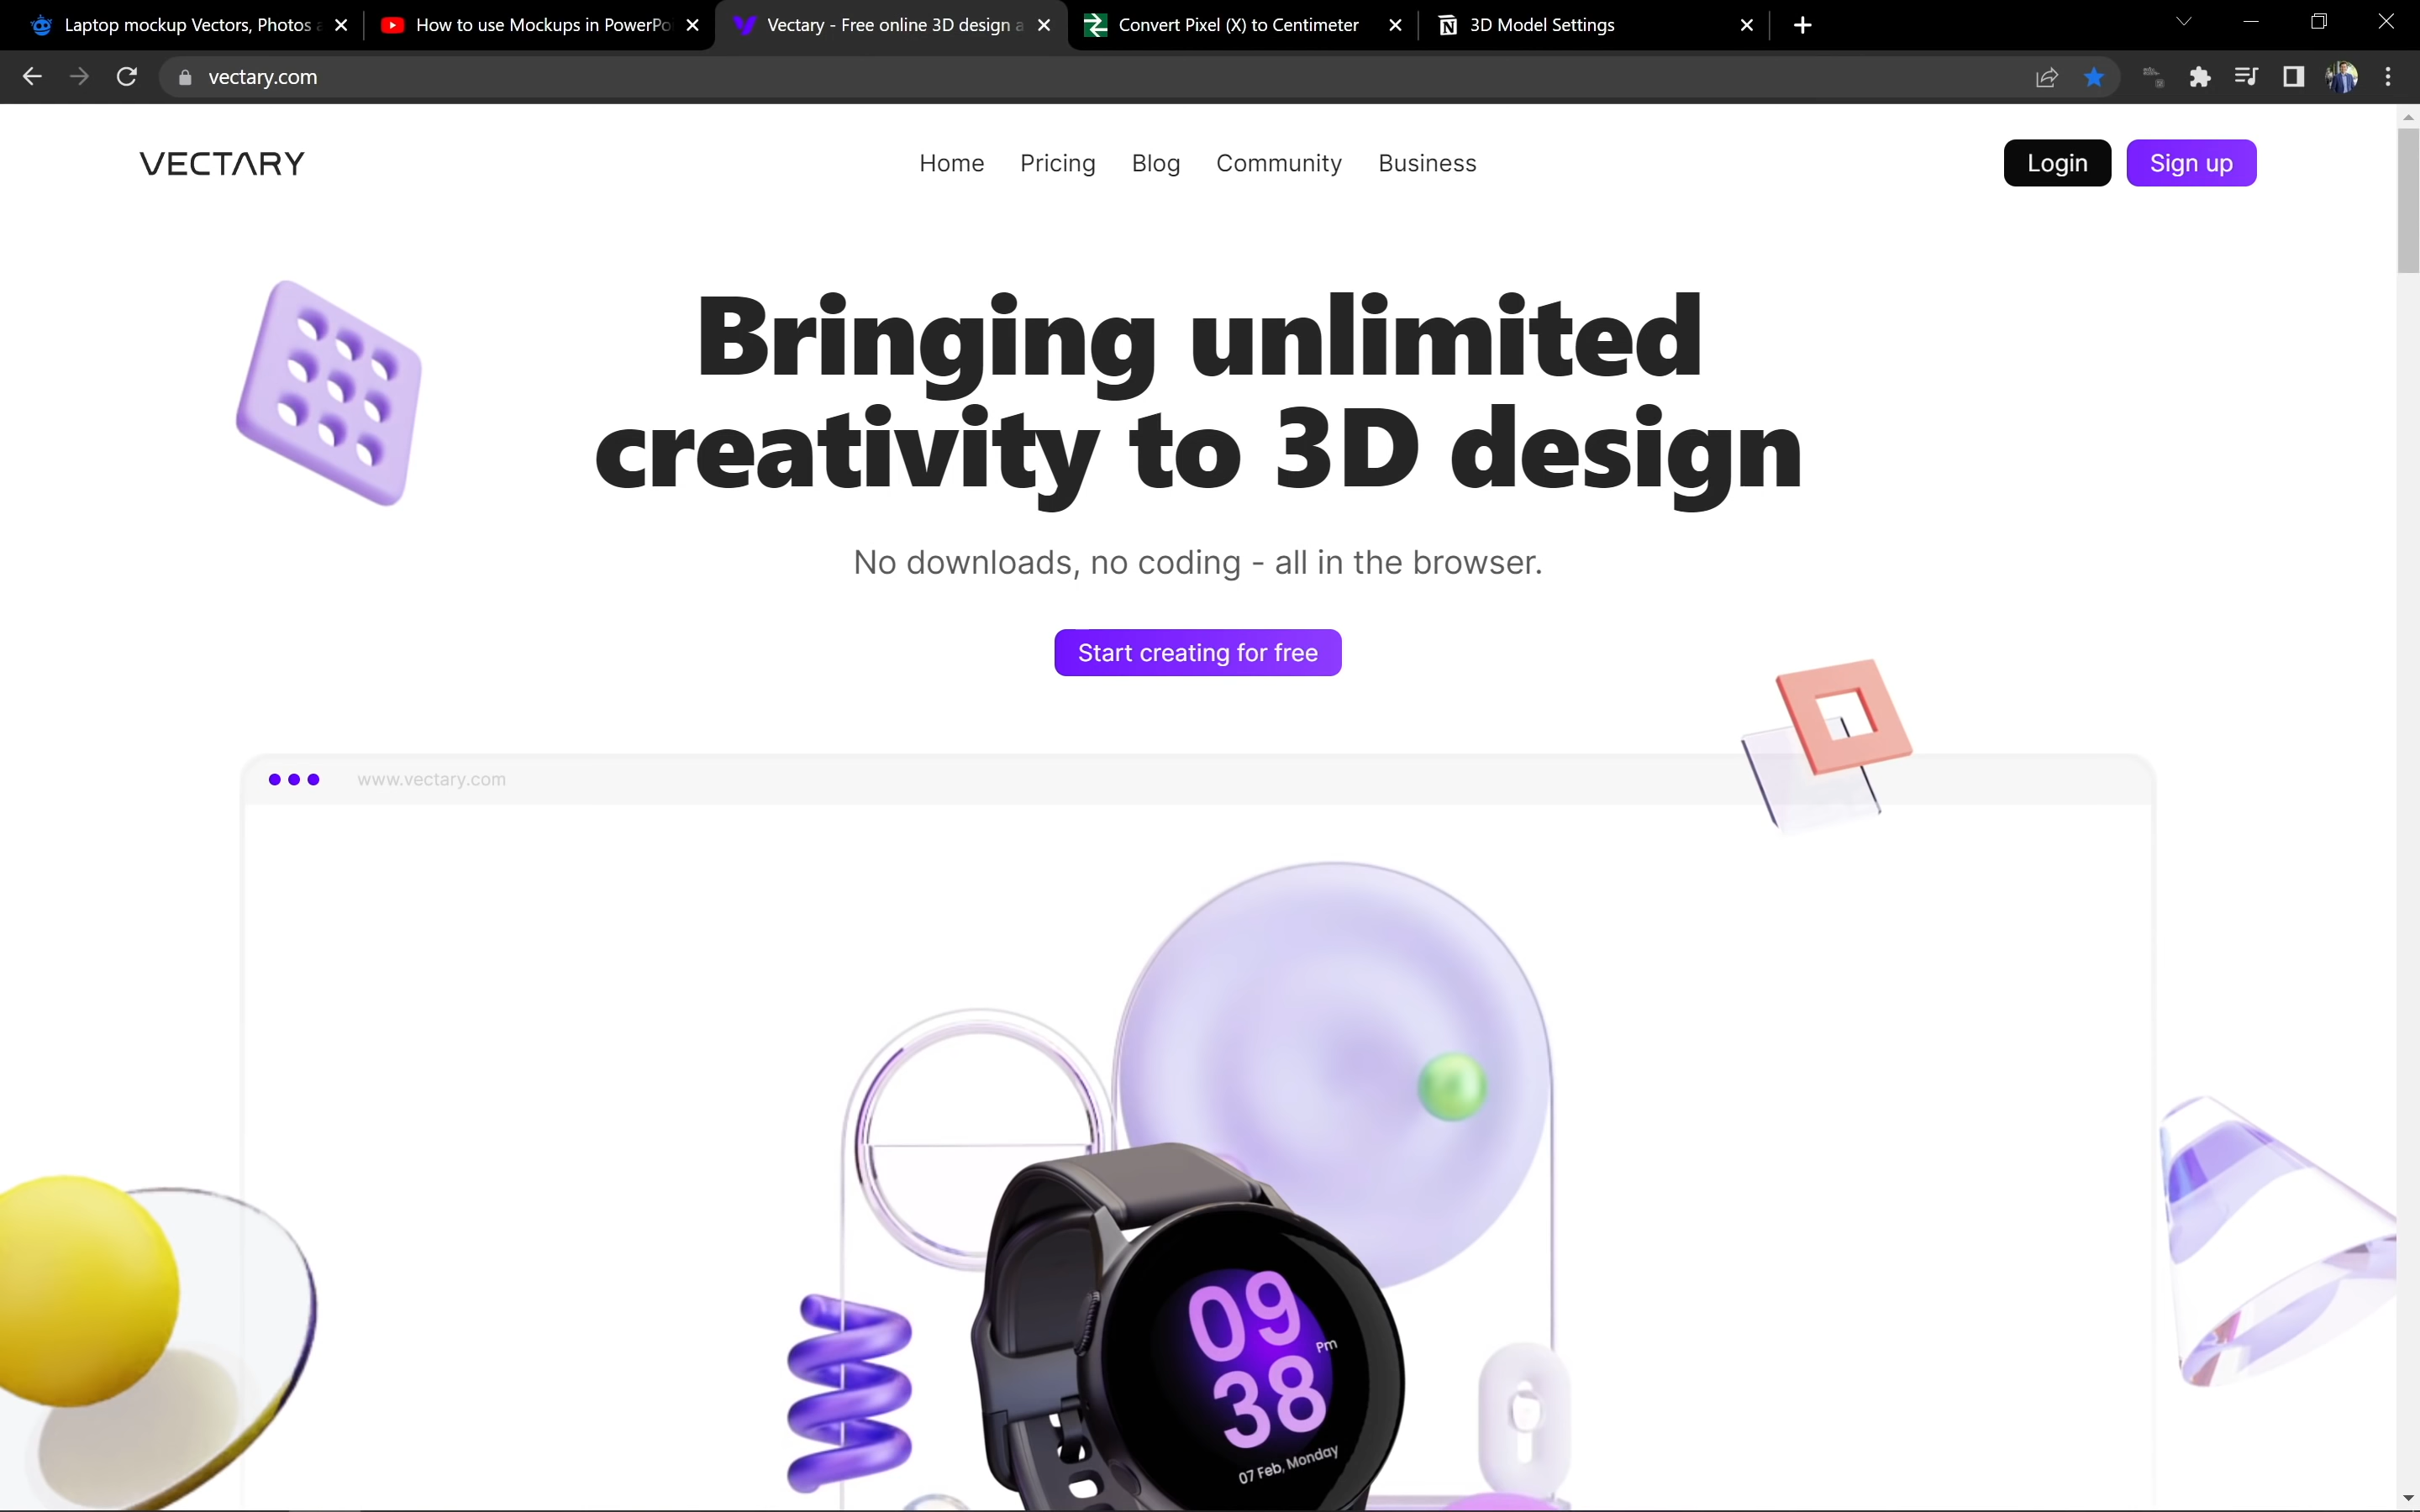 Laptop mockup Vectors, Photos a
How to use Mockups in PowerPo
Vectary - Free online 3D design a
Convert Pixel (X) to Centimeter
3D Model Settings
vectary.com
VECTARY
Home
Pricing
Blog
Community
Business
Login
Sign up
Bringing unlimited
creativity to 3D design
No downloads, no coding - all in the browser.
Start creating for free
www.vectary.com
09
Pm
38
07 Feb, Monday